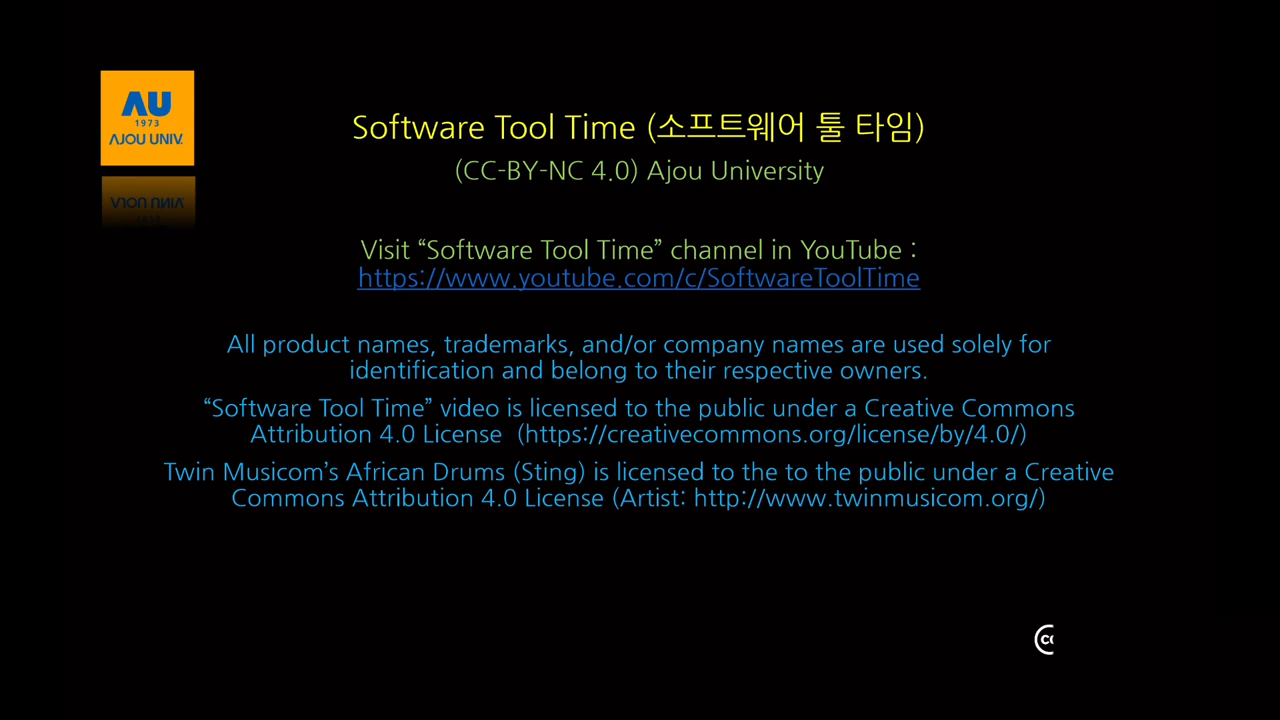 AU
1973
AJOU UNIV.
Software Tool Time (소프트웨어 툴 타임)
(CC-BY-NC 4.0) Ajou University
Visit “Software Tool Time” channel in YouTube :
https://www.youtube.com/c/SoftwareToolTime
All product names, trademarks, and/or company names are used solely for
identification and belong to their respective owners.
“Software Tool Time” video is licensed to the public under a Creative Commons
Attribution 4.0 License (https://creativecommons.org/license/by/4.0/)
Twin Musicom’s African Drums (Sting) is licensed to the to the public under a Creative
Commons Attribution 4.0 License (Artist: http://www.twinmusicom.org/)